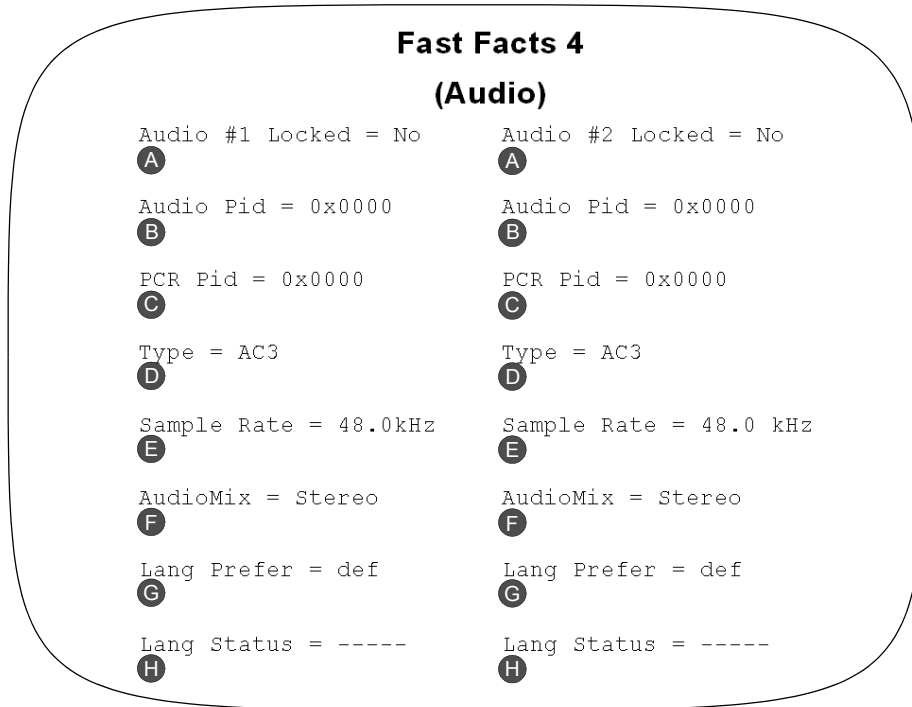 Fast Facts 4
(Audio)
Audio #1 Locked = No
A
Audio Pid = 0x0000
B
PCR Pid = 0x0000
C
Type = AC3
D
Sample Rate = 48.0kHz
E
AudioMix = Stereo
F
Lang Prefer = def
G
Lang Status = -----
H
Audio #2 Locked = No
A
Audio Pid = 0x0000
B
PCR Pid = 0x0000
C
Type = AC3
D
Sample Rate = 48.0 kHz
E
AudioMix = Stereo
F
Lang Prefer = def
G
Lang Status = -----
H